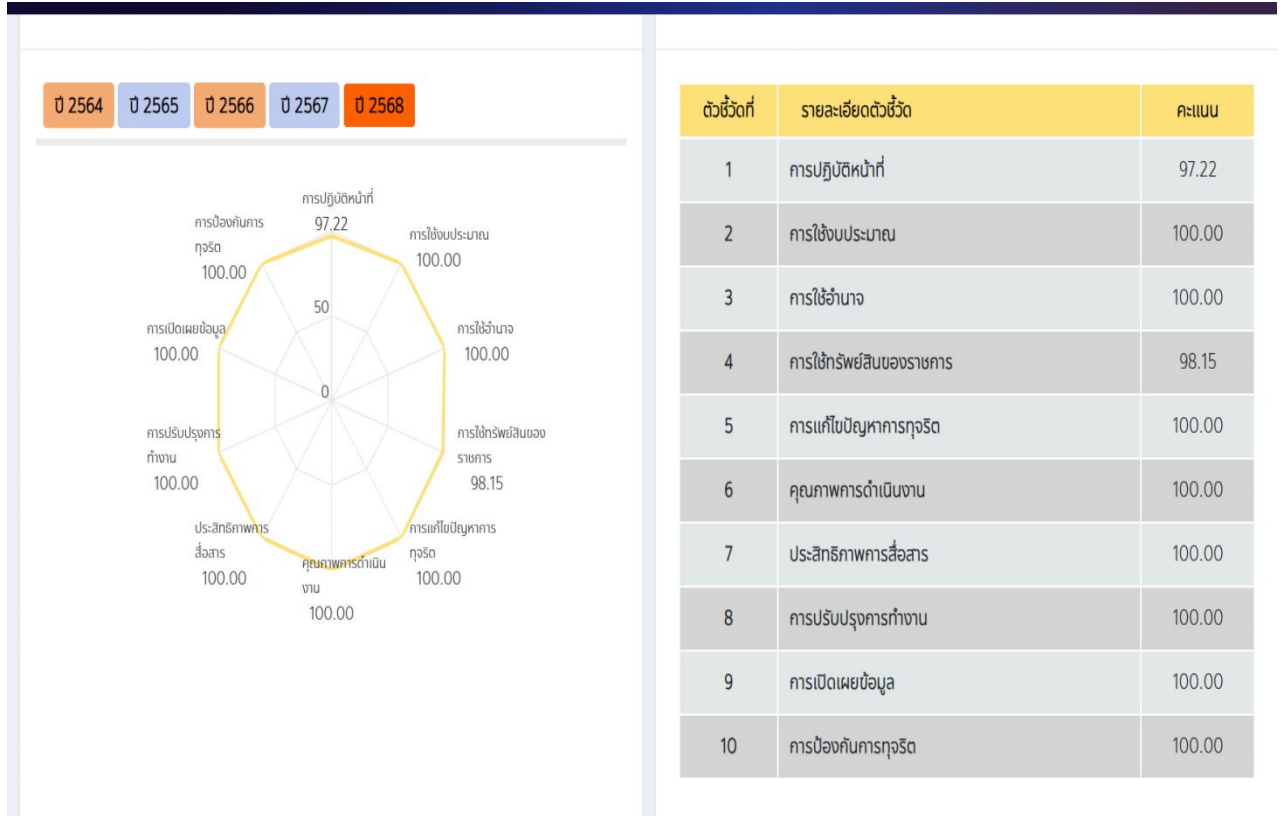 ปี 2564 ปี 2565 ปี 2566 ปี 2567 ปี 2568
การปฏิบัติหน้าที่
97.22
การใช้งบประมาณ
100.00
การใช้อำนาจ
100.00
การใช้ทรัพย์สินของ
ราชการ
98.15
การแก้ไขปัญหาการ
ทุจริต
100.00
คุณภาพการดำเนิน
งาน
100.00
ประสิทธิภาพการ
สื่อสาร
100.00
การปรับปรุงการ
ทำงาน
100.00
การเปิดเผยข้อมูล
100.00
การป้องกันการ
ทุจริต
100.00
50
0
ตัวชี้วัดที่ รายละเอียดตัวชี้วัด คะแนน
1 การปฏิบัติหน้าที่ 97.22
2 การใช้งบประมาณ 100.00
3 การใช้อำนาจ 100.00
4 การใช้ทรัพย์สินของราชการ 98.15
5 การแก้ไขปัญหาการทุจริต 100.00
6 คุณภาพการดำเนินงาน 100.00
7 ประสิทธิภาพการสื่อสาร 100.00
8 การปรับปรุงการทำงาน 100.00
9 การเปิดเผยข้อมูล 100.00
10 การป้องกันการทุจริต 100.00